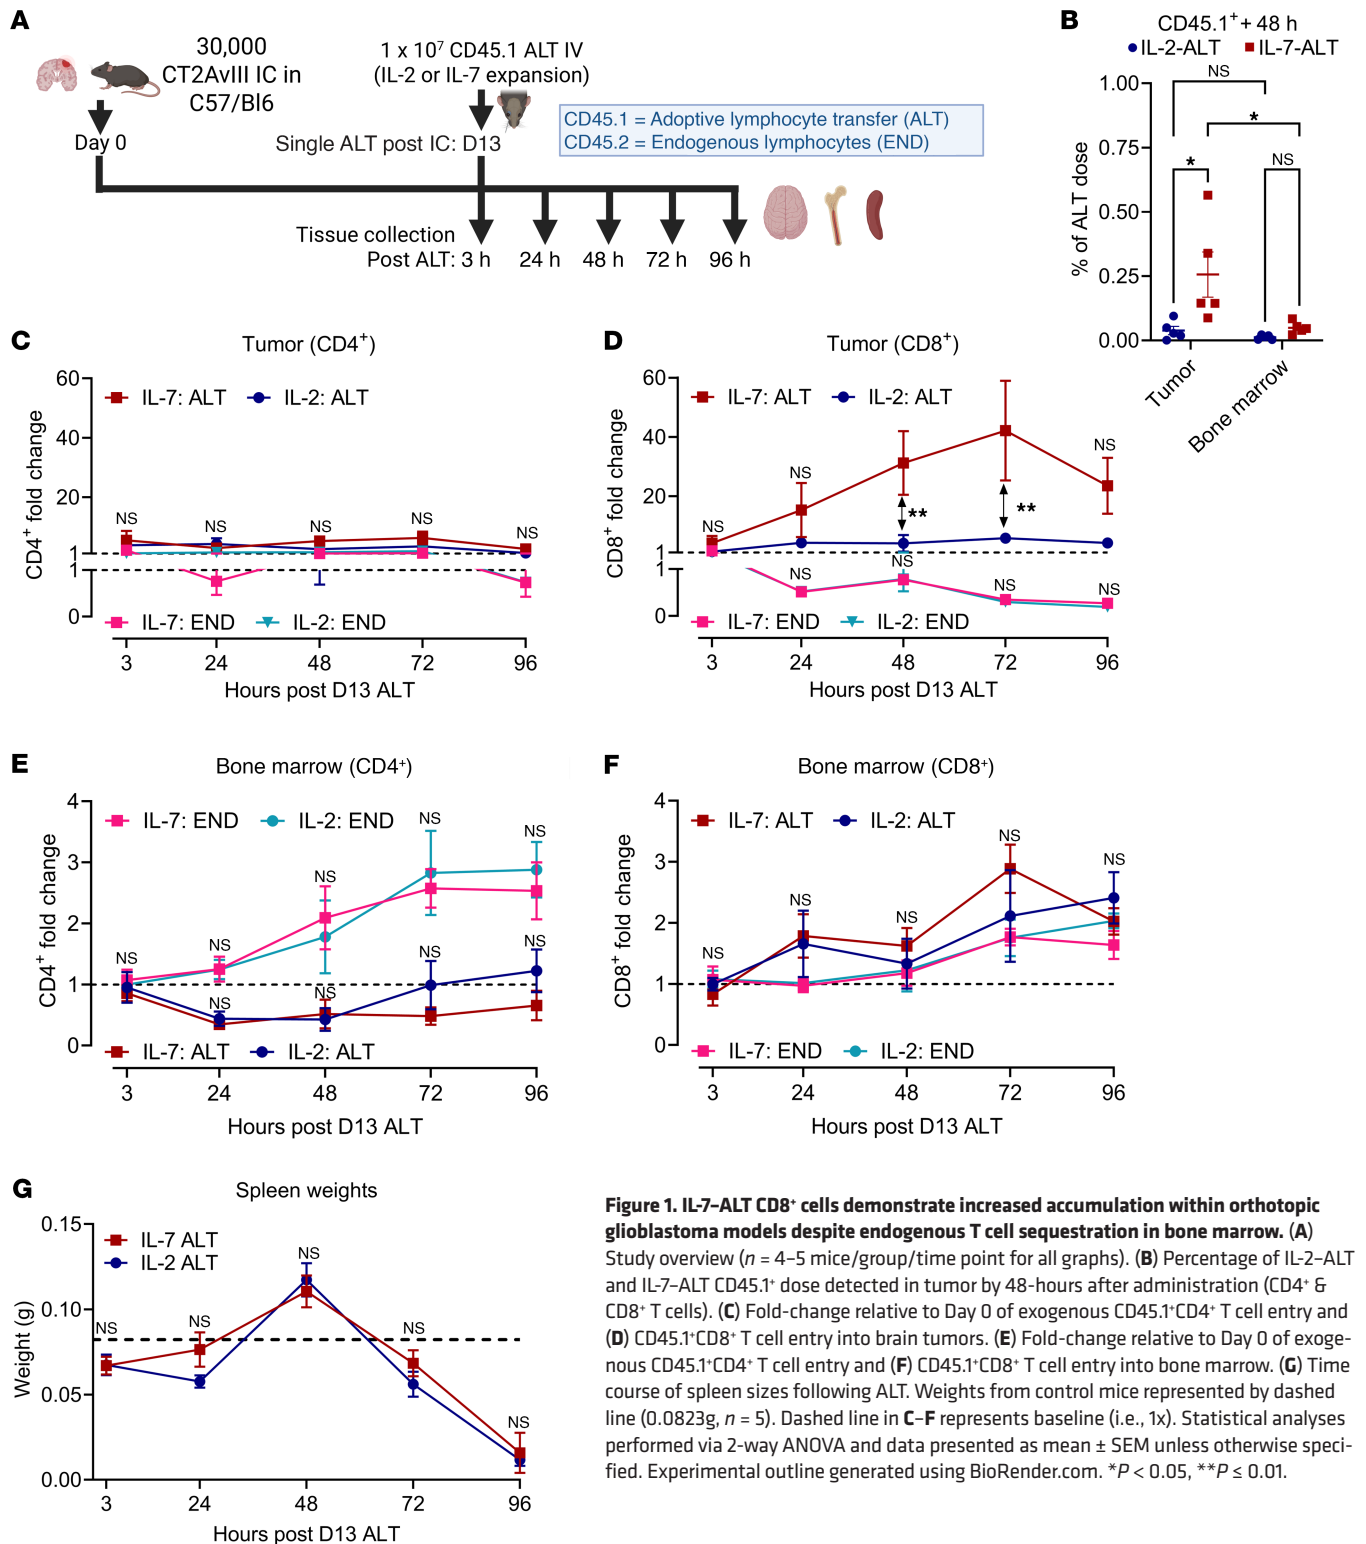 A
30,000
CT2AvIII IC in
C57/Bl6
1 x 10⁷ CD45.1 ALT IV
(IL-2 or IL-7 expansion)
Day 0
Single ALT post IC: D13
CD45.1 = Adoptive lymphocyte transfer (ALT)
CD45.2 = Endogenous lymphocytes (END)
Tissue collection
Post ALT: 3 h 24 h 48 h 72 h 96 h
B
CD45.1⁺ + 48 h
IL-2-ALT IL-7-ALT
% of ALT dose
1.00
0.75
0.50
0.25
0.00
NS
*
*
NS
Tumor
Bone marrow
C
Tumor (CD4⁺)
CD4⁺ fold change
IL-7: ALT IL-2: ALT
60
40
20
1
1
0
NS NS NS NS NS
IL-7: END IL-2: END
3 24 48 72 96
Hours post D13 ALT
D
Tumor (CD8⁺)
CD8⁺ fold change
IL-7: ALT IL-2: ALT
60
40
20
1
1
0
NS NS ** ** NS
NS NS NS NS
IL-7: END IL-2: END
3 24 48 72 96
Hours post D13 ALT
E
Bone marrow (CD4⁺)
CD4⁺ fold change
IL-7: END IL-2: END
4
3
2
1
0
NS NS NS NS NS
NS NS NS NS
IL-7: ALT IL-2: ALT
3 24 48 72 96
Hours post D13 ALT
F
Bone marrow (CD8⁺)
CD8⁺ fold change
IL-7: ALT IL-2: ALT
4
3
2
1
0
NS NS NS NS NS
IL-7: END IL-2: END
3 24 48 72 96
Hours post D13 ALT
G
Spleen weights
Weight (g)
IL-7 ALT
IL-2 ALT
0.15
0.10
0.05
0.00
NS NS NS NS NS
3 24 48 72 96
Hours post D13 ALT
Figure 1. IL-7–ALT CD8⁺ cells demonstrate increased accumulation within orthotopic
glioblastoma models despite endogenous T cell sequestration in bone marrow. (A)
Study overview (n = 4–5 mice/group/time point for all graphs). (B) Percentage of IL-2–ALT
and IL-7–ALT CD45.1⁺ dose detected in tumor by 48-hours after administration (CD4⁺ &
CD8⁺ T cells). (C) Fold-change relative to Day 0 of exogenous CD45.1⁺CD4⁺ T cell entry and
(D) CD45.1⁺CD8⁺ T cell entry into brain tumors. (E) Fold-change relative to Day 0 of exoge-
nous CD45.1⁺CD4⁺ T cell entry and (F) CD45.1⁺CD8⁺ T cell entry into bone marrow. (G) Time
course of spleen sizes following ALT. Weights from control mice represented by dashed
line (0.0823g, n = 5). Dashed line in C–F represents baseline (i.e., 1x). Statistical analyses
performed via 2-way ANOVA and data presented as mean ± SEM unless otherwise speci-
fied. Experimental outline generated using BioRender.com. *P < 0.05, **P ≤ 0.01.